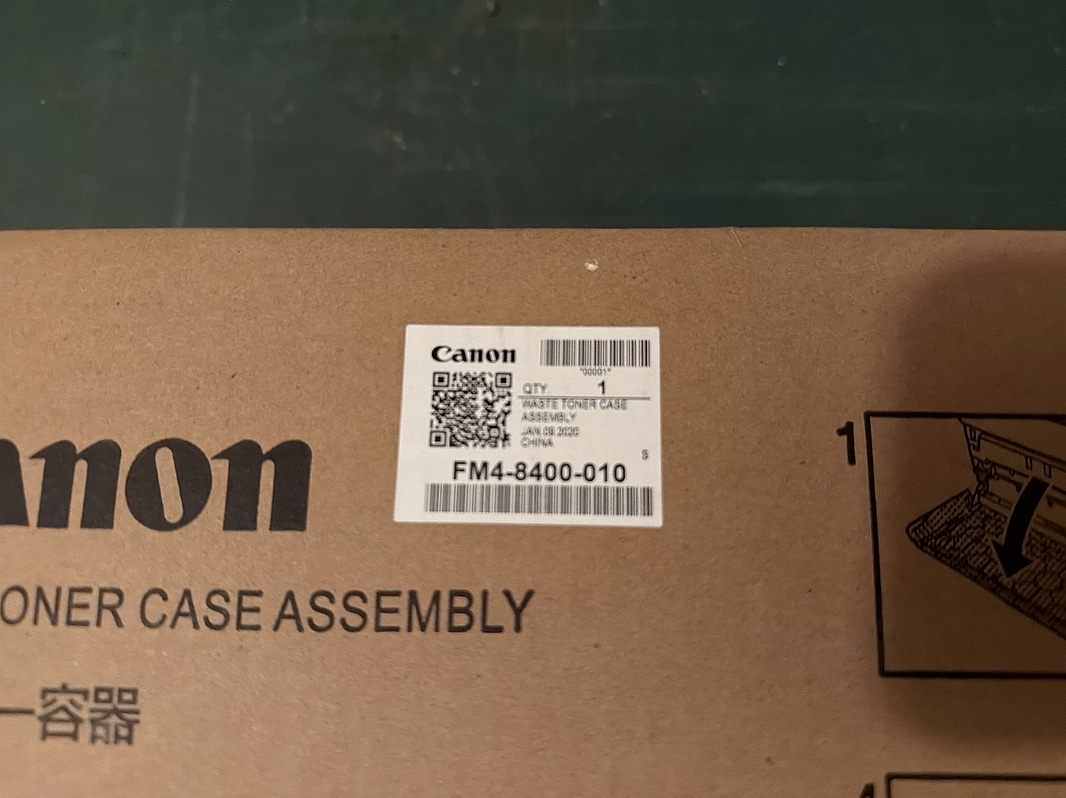 Canon
"00001"
QTY 1
WASTE TONER CASE
ASSEMBLY
JAN 09 2020
CHINA
S
FM4-8400-010
anon
ONER CASE ASSEMBLY
ー容器
1